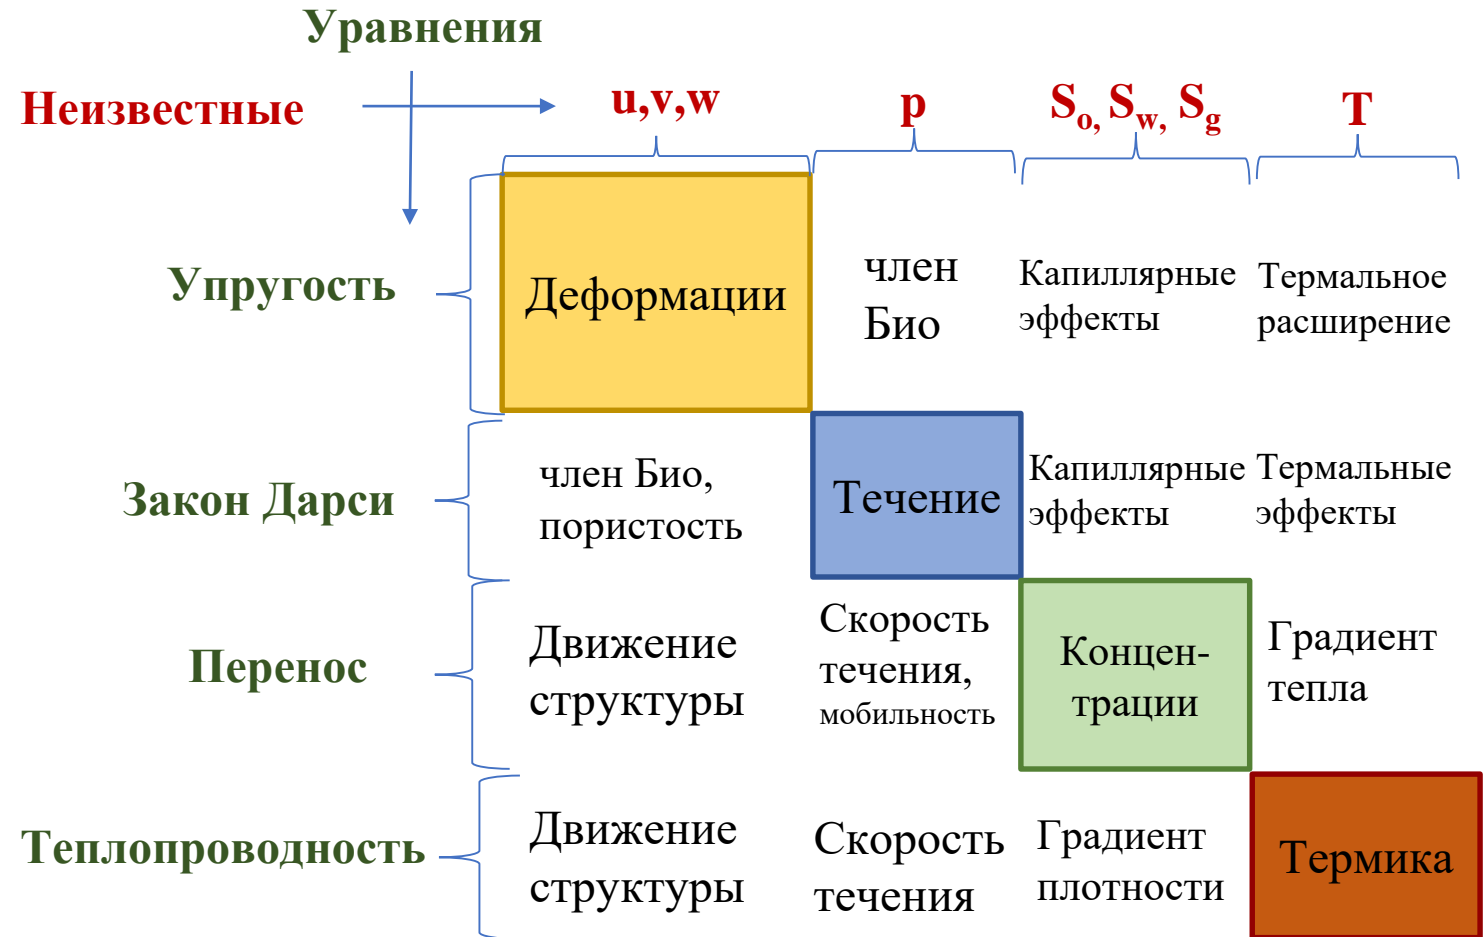 Уравнения
Неизвестные
u,v,w
p
So, Sw, Sg
T
Упругость
Деформации
член
Био
Капиллярные
эффекты
Термальное
расширение
Закон Дарси
член Био,
пористость
Течение
Капиллярные
эффекты
Термальные
эффекты
Перенос
Движение
структуры
Скорость
течения,
мобильность
Концен-
трации
Градиент
тепла
Теплопроводность
Движение
структуры
Скорость
течения
Градиент
плотности
Термика